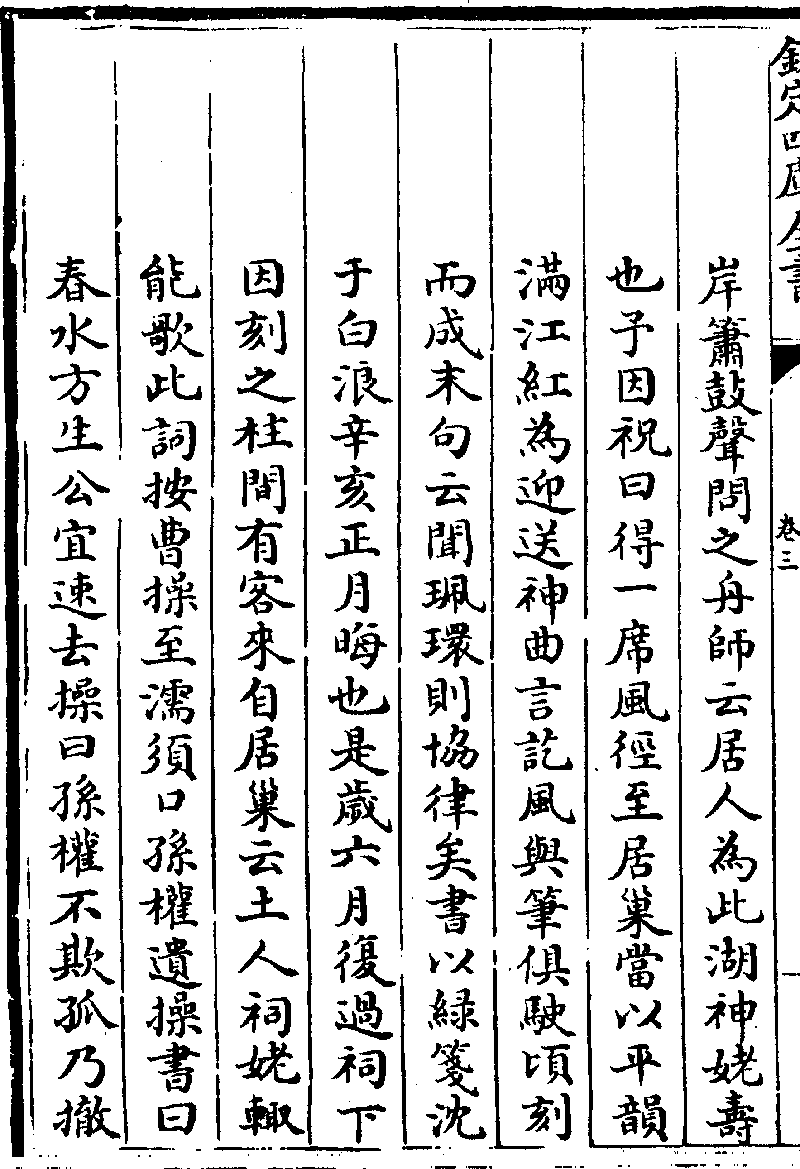 欽定四庫全書
卷三
岸簫鼓聲問之舟師云居人為此湖神姥壽
也予因祝曰得一席風徑至居巢當以平韻
滿江紅為迎送神曲言訖風與筆俱駛頃刻
而成末句云聞珮環則協律矣書以綠箋沈
于白浪辛亥正月晦也是歲六月復過祠下
因刻之柱間有客來自居巢云土人祠姥輙
能歌此詞按曹操至濡須口孫權遺操書曰
春水方生公宜速去操曰孫權不欺孤乃撤